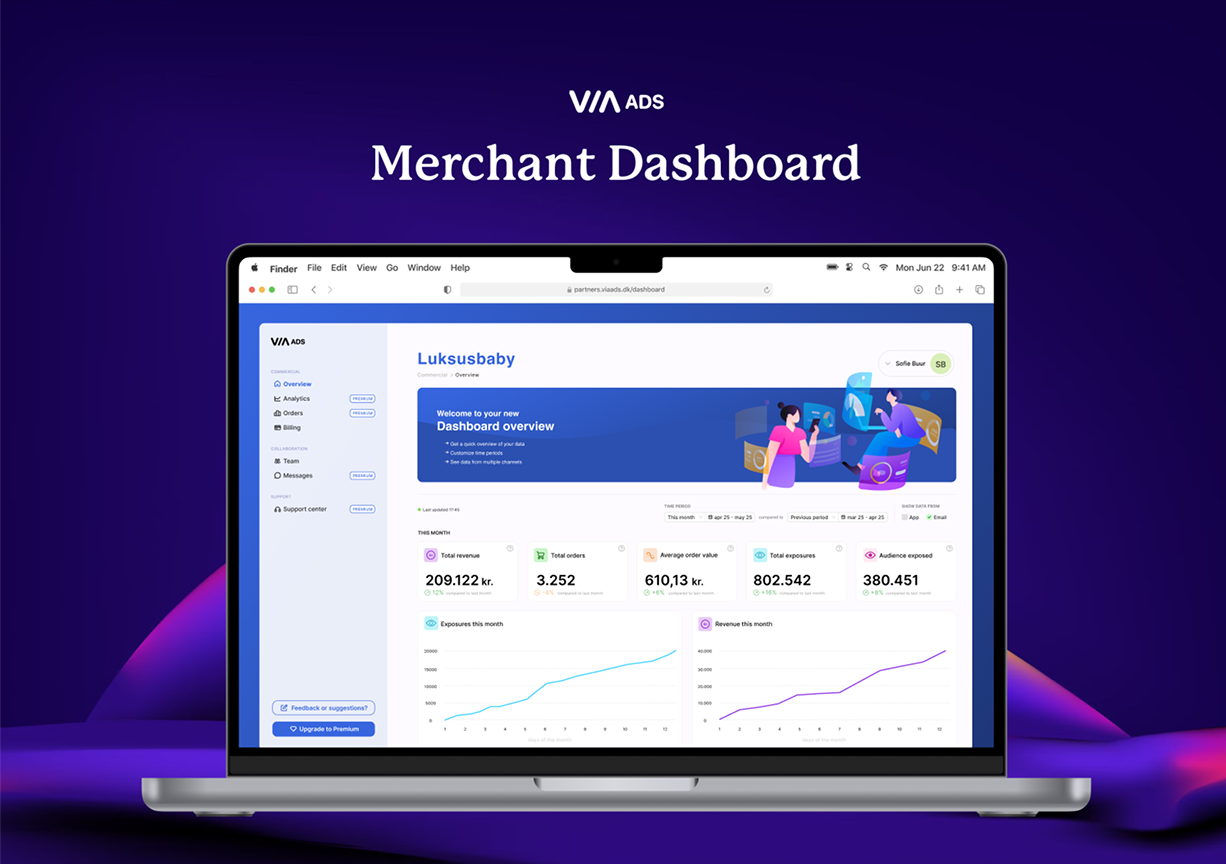 VIA ADS
Merchant Dashboard
Finder File Edit View Go Window Help
Mon Jun 22 9:41 AM
partners.viaads.dk/dashboard
VIA ADS
COMMERCIAL
Overview
Analytics PREMIUM
Orders PREMIUM
Billing
COLLABORATION
Team
Messages PREMIUM
SUPPORT
Support center PREMIUM
Feedback or suggestions?
Upgrade to Premium
Luksusbaby
Commercial > Overview
Sofie Buur SB
Welcome to your new
Dashboard overview
Get a quick overview of your data
Customize time periods
See data from multiple channels
Last updated 17:45
TIME PERIOD
This month apr 25 - may 25 compared to Previous period mar 25 - apr 25
SHOW DATA FROM
App Email
THIS MONTH
Total revenue
209.122 kr.
12% compared to last month
Total orders
3.252
compared to last month
Average order value
610,13 kr.
+6% compared to last month
Total exposures
802.542
+16% compared to last month
Audience exposed
380.451
+8% compared to last month
Exposures this month
20000
15000
10000
5000
0
1 2 3 4 5 6 7 8 9 10 11 12
days of the month
Revenue this month
40.000
30.000
20.000
10.000
0
1 2 3 4 5 6 7 8 9 10 11 12
days of the month